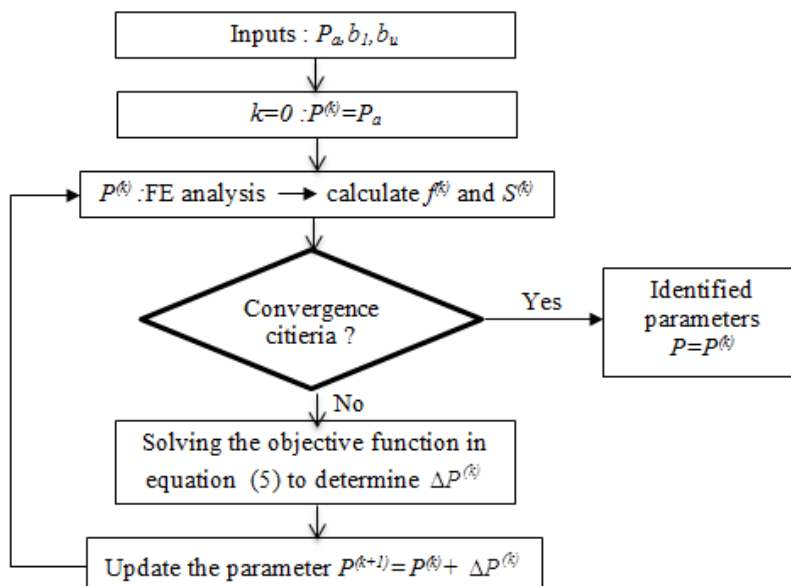 Inputs : Pₐ,b₁,bᵤ
k=0 :P⁽ᵏ⁾=Pₐ
P⁽ᵏ⁾ :FE analysis → calculate f⁽ᵏ⁾ and S⁽ᵏ⁾
Convergence
citieria ?
Yes
Identified
parameters
P=P⁽ᵏ⁾
No
Solving the objective function in
equation (5) to determine ΔP⁽ᵏ⁾
Update the parameter P⁽ᵏ⁺¹⁾=P⁽ᵏ⁾+ ΔP⁽ᵏ⁾